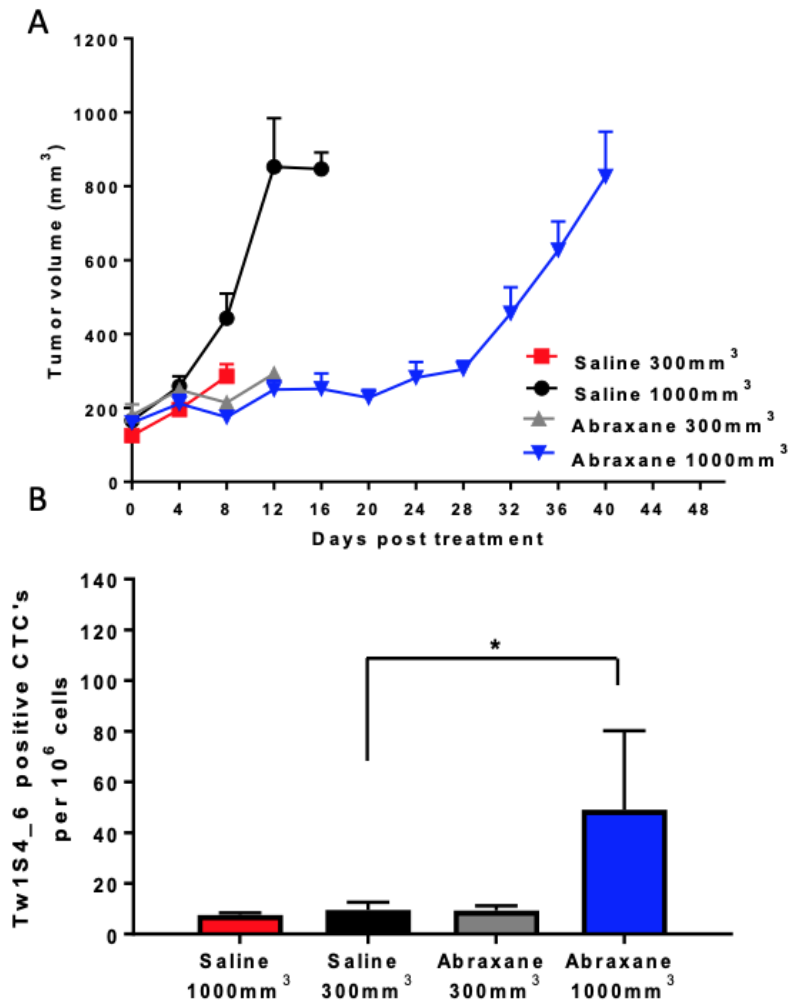 A
1200
1000
800
600
400
200
0
Tumor volume (mm³)
0 4 8 12 16 20 24 28 32 36 40 44 48
Days post treatment
Saline 300mm³
Saline 1000mm³
Abraxane 300mm³
Abraxane 1000mm³
B
140
120
100
80
60
40
20
0
Tw1S4_6 positive CTC's
per 10⁶ cells
*
Saline Saline Abraxane Abraxane
1000mm³ 300mm³ 300mm³ 1000mm³